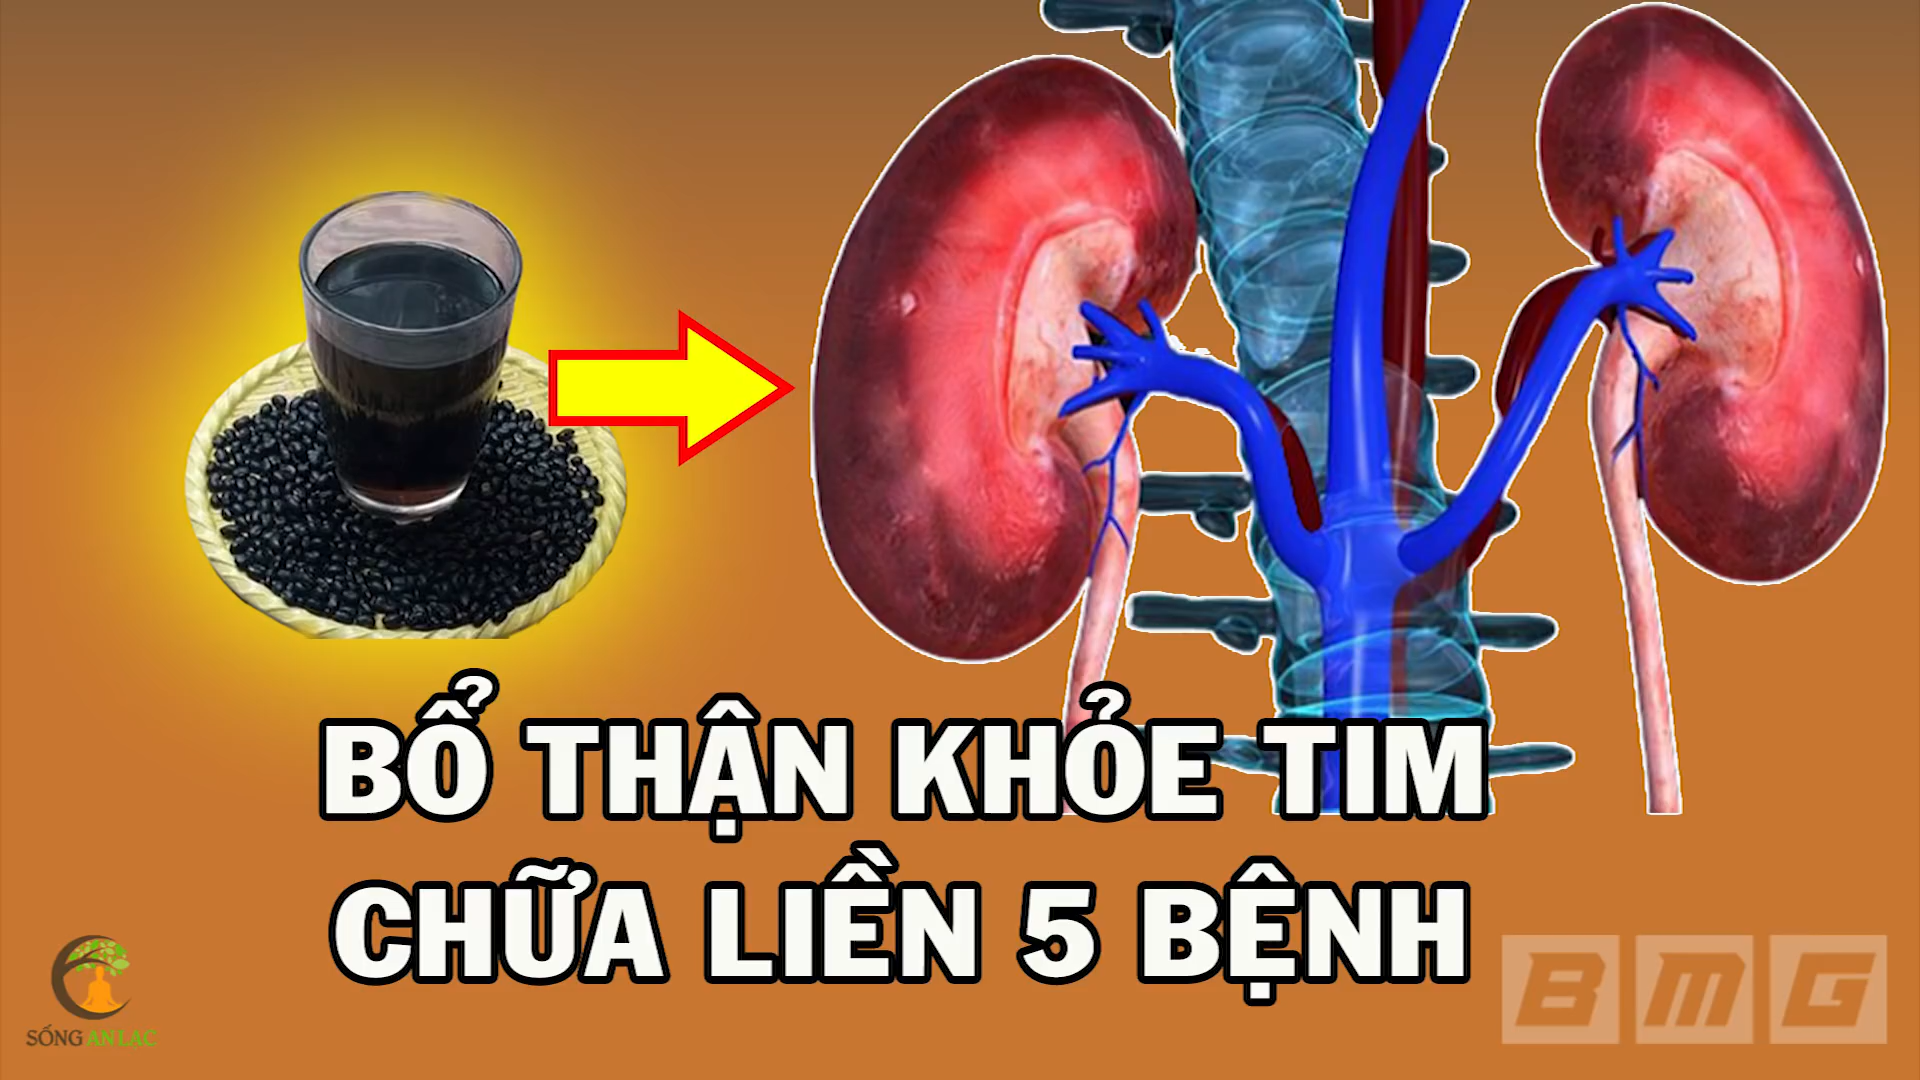 BỔ THẬN KHỎE TIM
CHỮA LIỀN 5 BỆNH
SỐNG AN LẠC
BMG